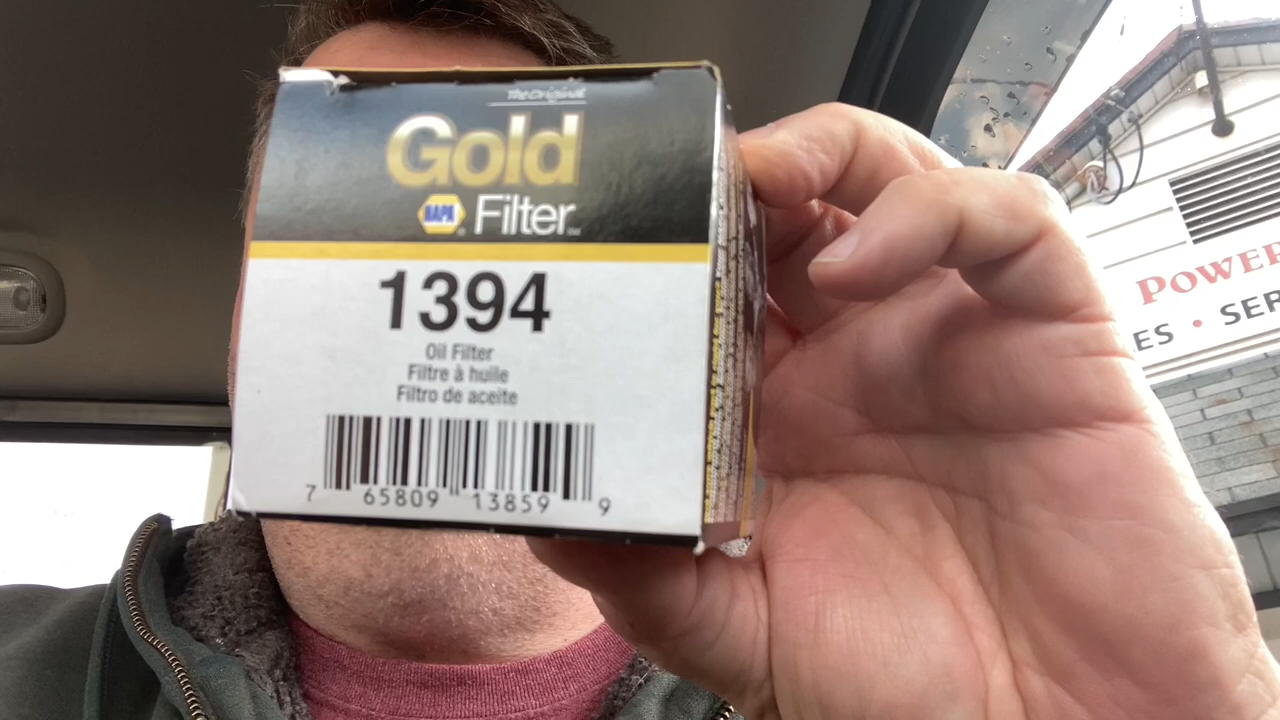 The Original
Gold
NAPA Filter
1394
Oil Filter
Filtre à huile
Filtro de aceite
7 65809 13859 9
POWER
ES • SER